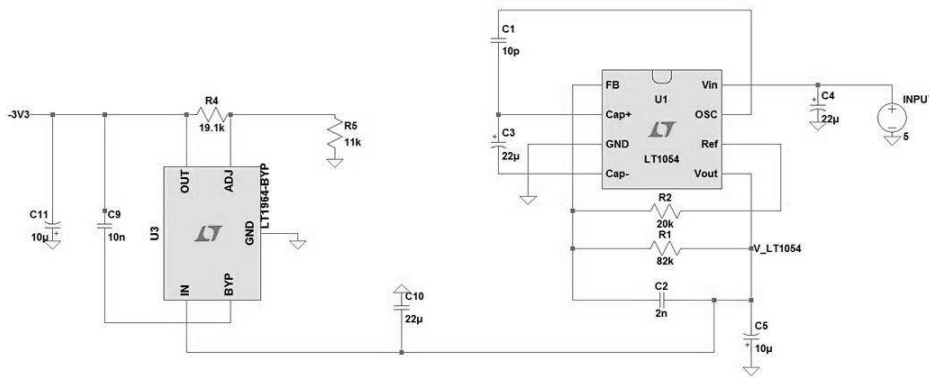 C1
10p
-3V3
R4
19.1k
R5
11k
C11
10µ
C9
10n
U3
OUT
ADJ
LT1964-BYP
GND
IN
BYP
C10
22µ
FB
Vin
U1
Cap+
OSC
GND
Ref
LT1054
Cap-
Vout
C3
22µ
C4
22µ
INPUT
5
R2
20k
R1
82k
V_LT1054
C2
2n
C5
10µ